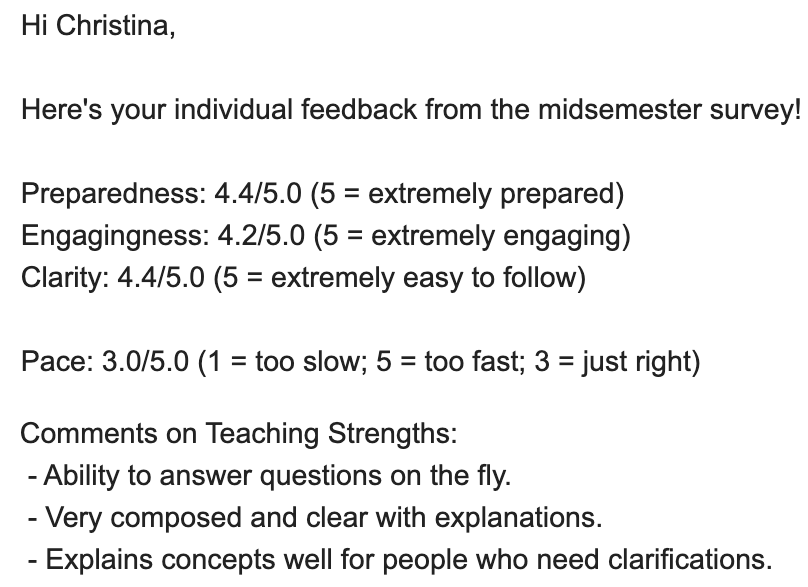 Hi Christina,
Here's your individual feedback from the midsemester survey!
Preparedness: 4.4/5.0 (5 = extremely prepared)
Engagingness: 4.2/5.0 (5 = extremely engaging)
Clarity: 4.4/5.0 (5 = extremely easy to follow)
Pace: 3.0/5.0 (1 = too slow; 5 = too fast; 3 = just right)
Comments on Teaching Strengths:
- Ability to answer questions on the fly.
- Very composed and clear with explanations.
- Explains concepts well for people who need clarifications.